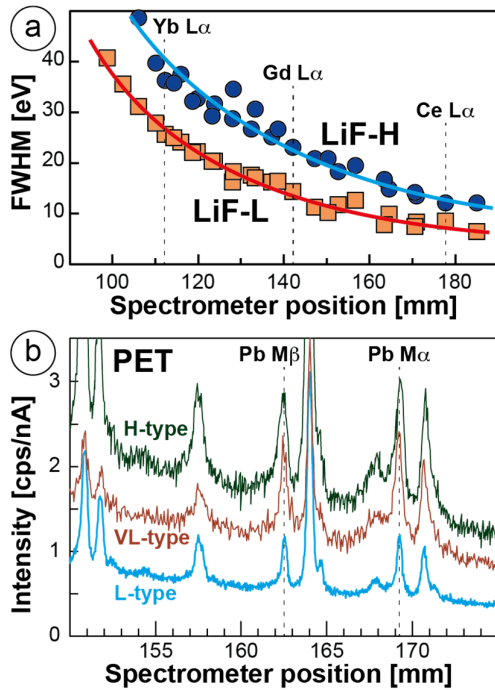 a
Yb Lα
Gd Lα
Ce Lα
LiF-H
LiF-L
FWHM [eV]
50
40
30
20
10
0
100
120
140
160
180
Spectrometer position [mm]
b
PET
Pb Mβ
Pb Mα
H-type
VL-type
L-type
Intensity [cps/nA]
3
2
1
0
155
160
165
170
Spectrometer position [mm]